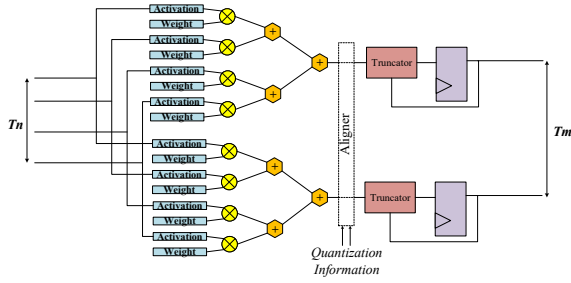 Activation
Weight
Activation
Weight
Activation
Weight
Activation
Weight
Activation
Weight
Activation
Weight
Activation
Weight
Activation
Weight
Tn
Aligner
Truncator
Truncator
Tm
Quantization
Information